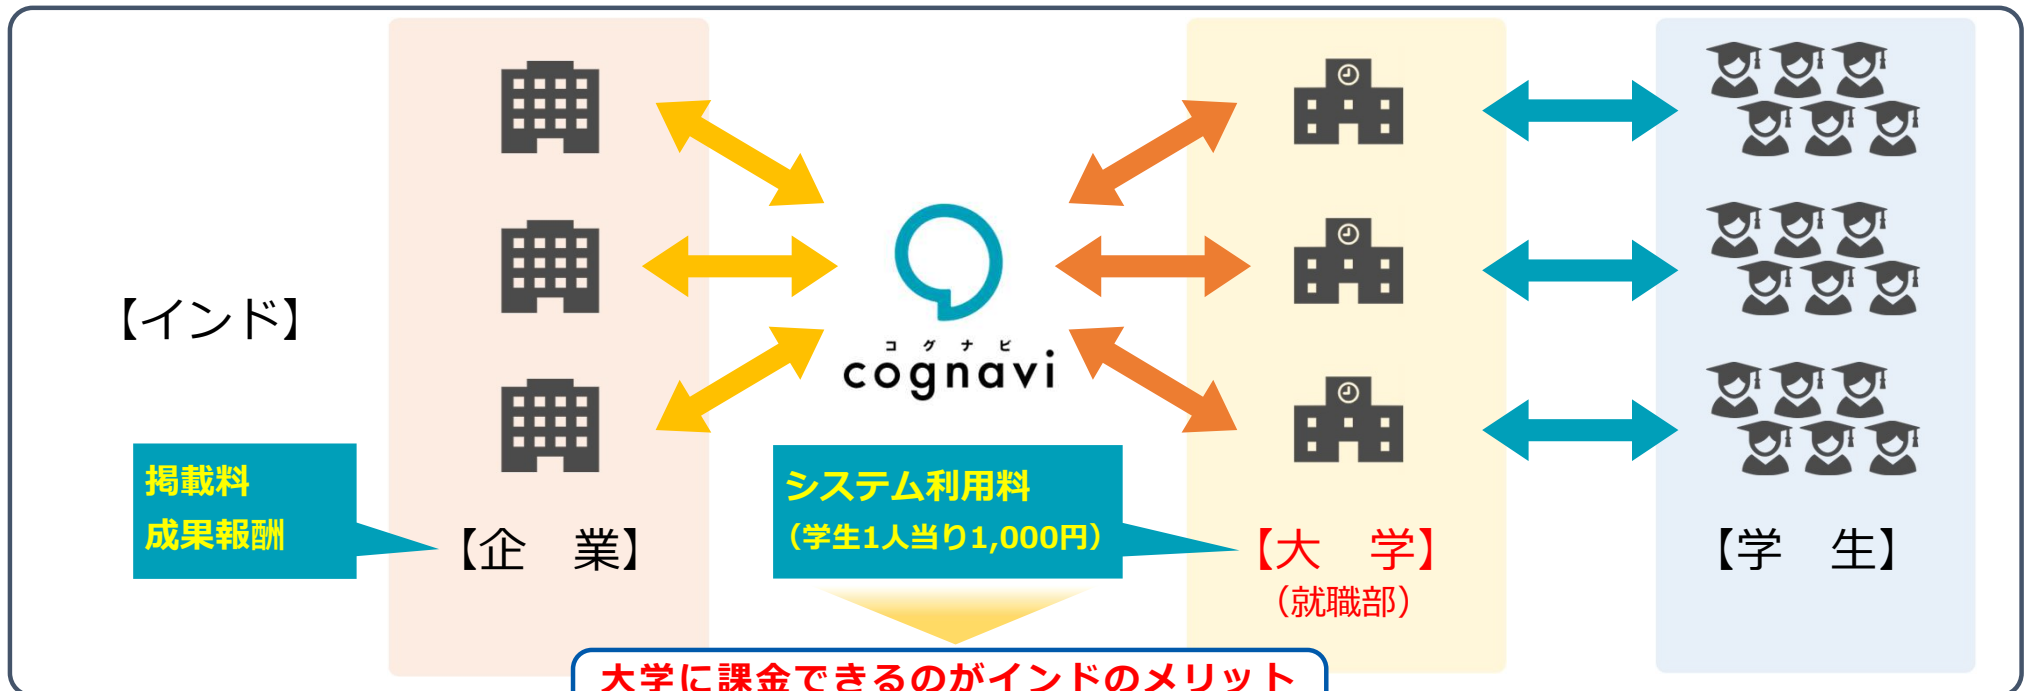 【インド】
コグナビ
cognavi
掲載料
成果報酬
システム利用料
（学生1人当り1,000円）
【企　業】
【大　学】
（就職部）
【学　生】
大学に課金できるのがインドのメリット